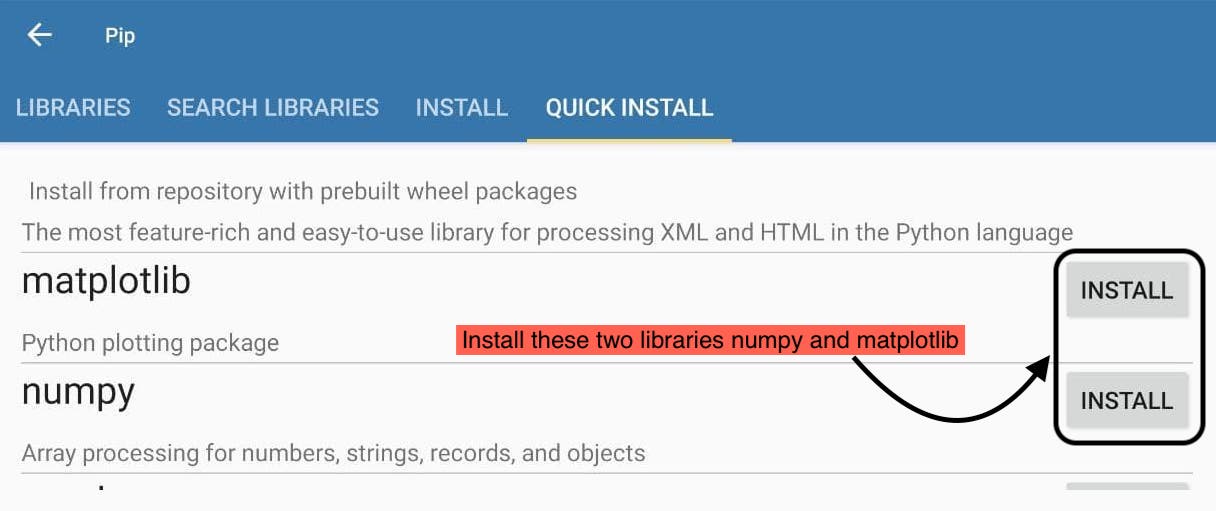 Pip
LIBRARIES SEARCH LIBRARIES INSTALL QUICK INSTALL
Install from repository with prebuilt wheel packages
The most feature-rich and easy-to-use library for processing XML and HTML in the Python language
matplotlib
INSTALL
Python plotting package
Install these two libraries numpy and matplotlib
numpy
INSTALL
Array processing for numbers, strings, records, and objects